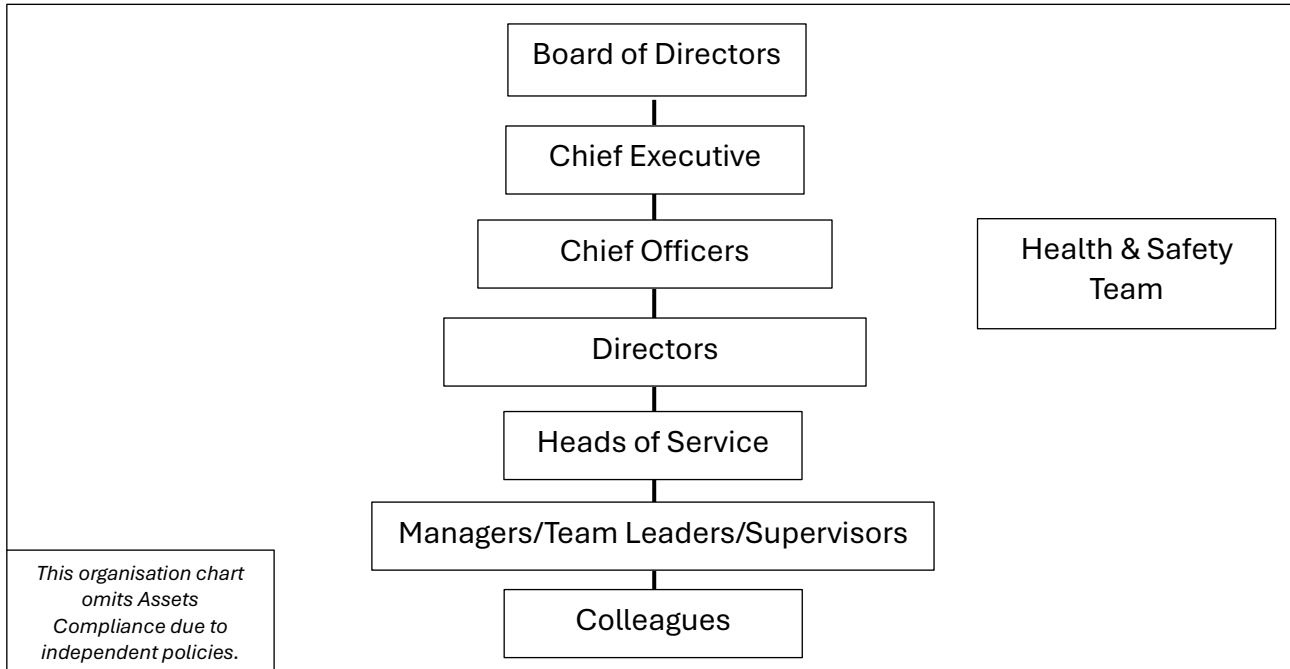 Board of Directors
Chief Executive
Chief Officers
Health & Safety
Team
Directors
Heads of Service
Managers/Team Leaders/Supervisors
Colleagues
This organisation chart
omits Assets
Compliance due to
independent policies.